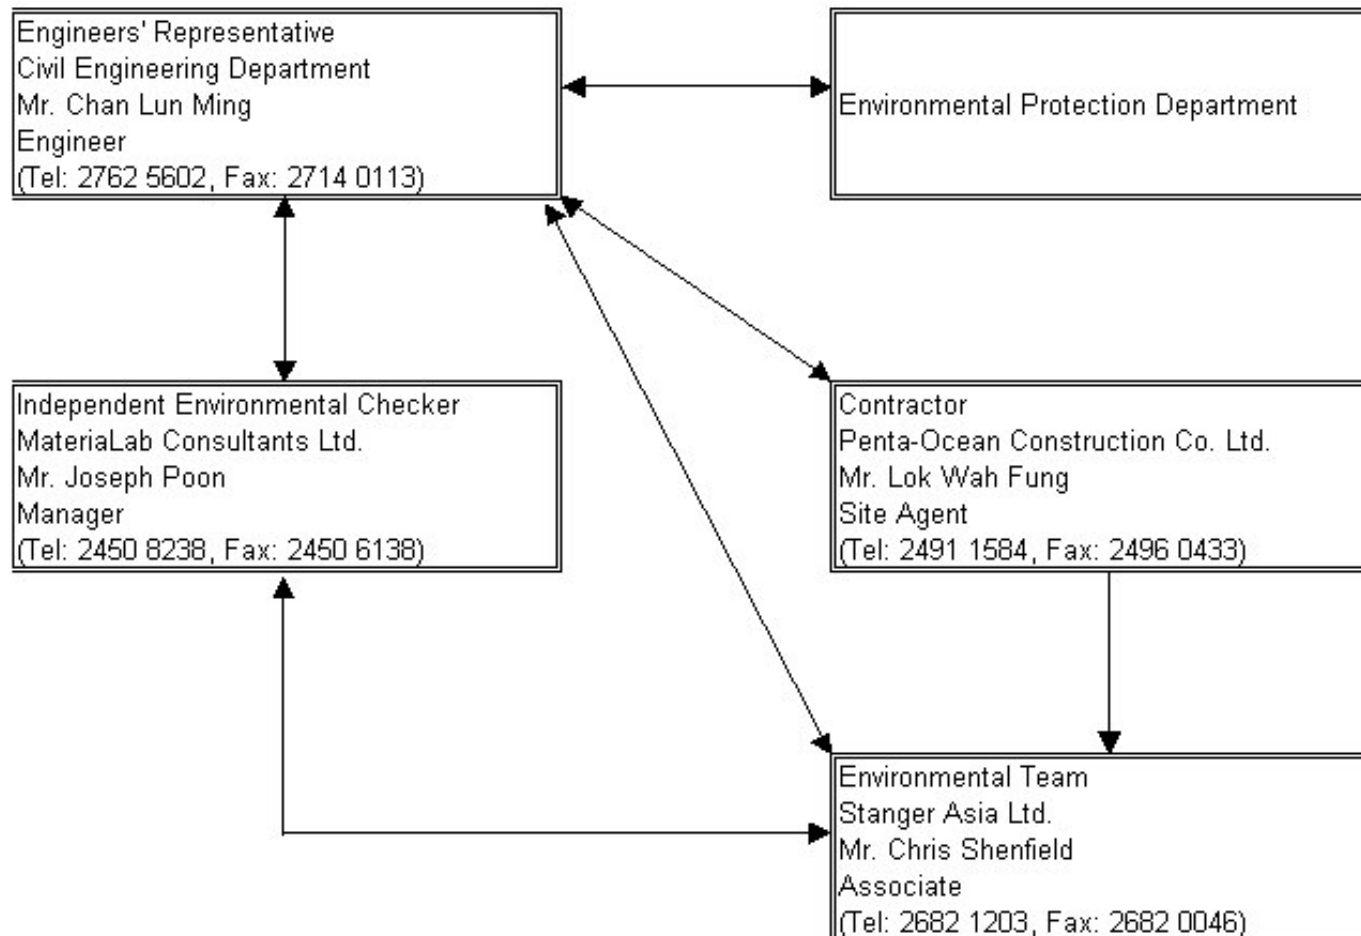 Engineers' Representative
Civil Engineering Department
Mr. Chan Lun Ming
Engineer
(Tel: 2762 5602, Fax: 2714 0113)
Environmental Protection Department
Independent Environmental Checker
MateriaLab Consultants Ltd.
Mr. Joseph Poon
Manager
(Tel: 2450 8238, Fax: 2450 6138)
Contractor
Penta-Ocean Construction Co. Ltd.
Mr. Lok Wah Fung
Site Agent
(Tel: 2491 1584, Fax: 2496 0433)
Environmental Team
Stanger Asia Ltd.
Mr. Chris Shenfield
Associate
(Tel: 2682 1203, Fax: 2682 0046)